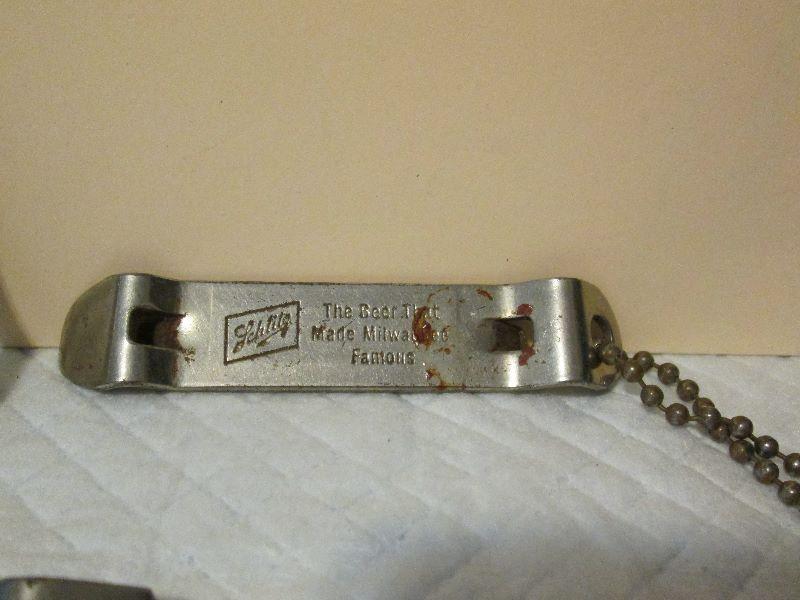 Schlitz
The Beer That
Made Milwaukee
Famous